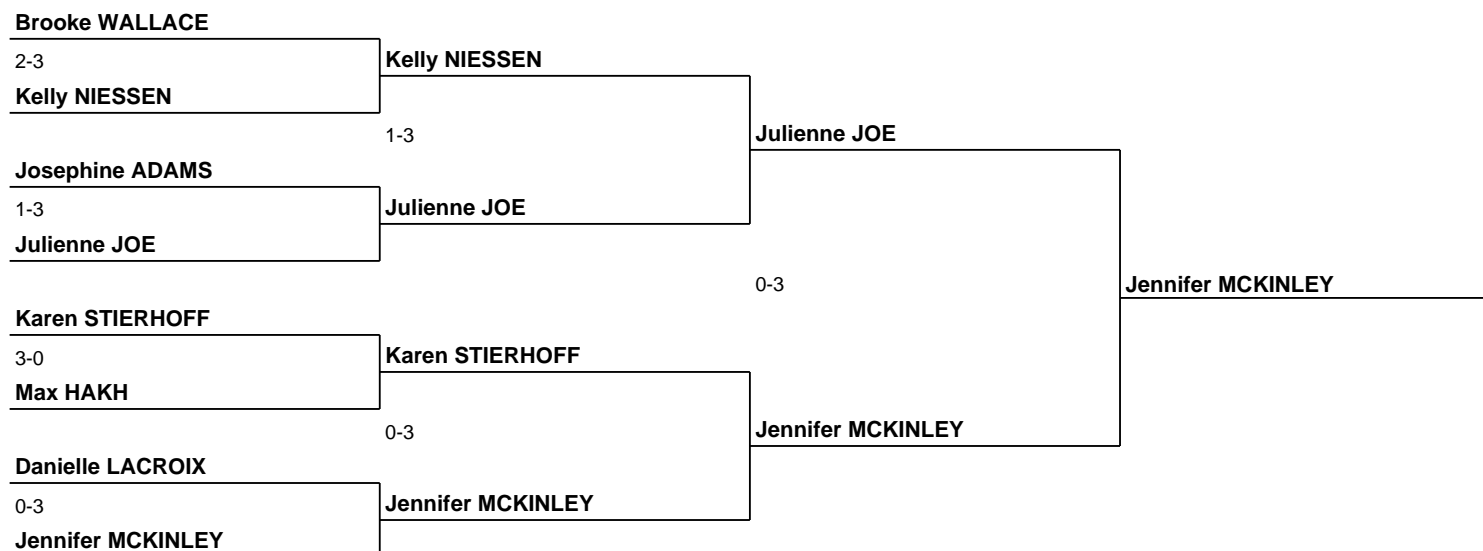 Brooke WALLACE
2-3
Kelly NIESSEN
Kelly NIESSEN
1-3
Julienne JOE
Josephine ADAMS
1-3
Julienne JOE
Julienne JOE
0-3
Jennifer MCKINLEY
Karen STIERHOFF
3-0
Karen STIERHOFF
Max HAKH
0-3
Jennifer MCKINLEY
Danielle LACROIX
0-3
Jennifer MCKINLEY
Jennifer MCKINLEY